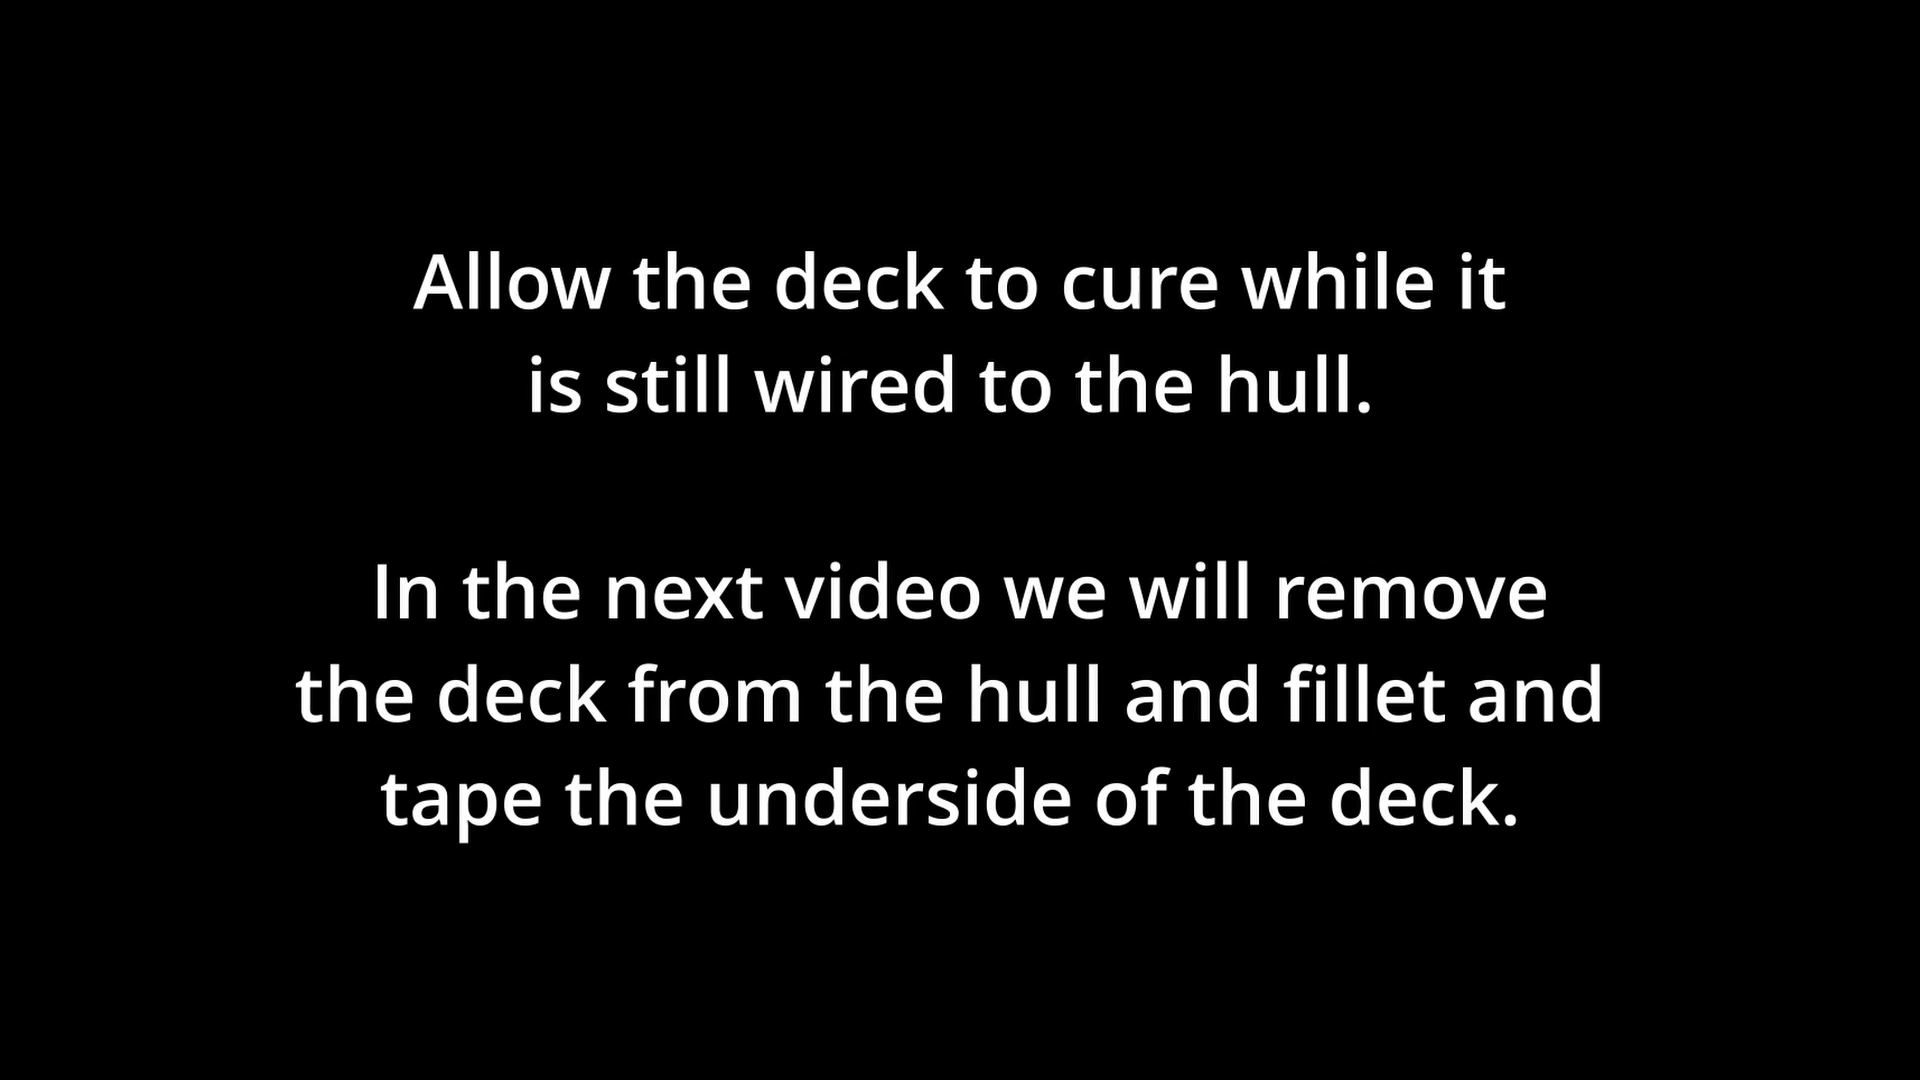 Allow the deck to cure while it
is still wired to the hull.
In the next video we will remove
the deck from the hull and fillet and
tape the underside of the deck.